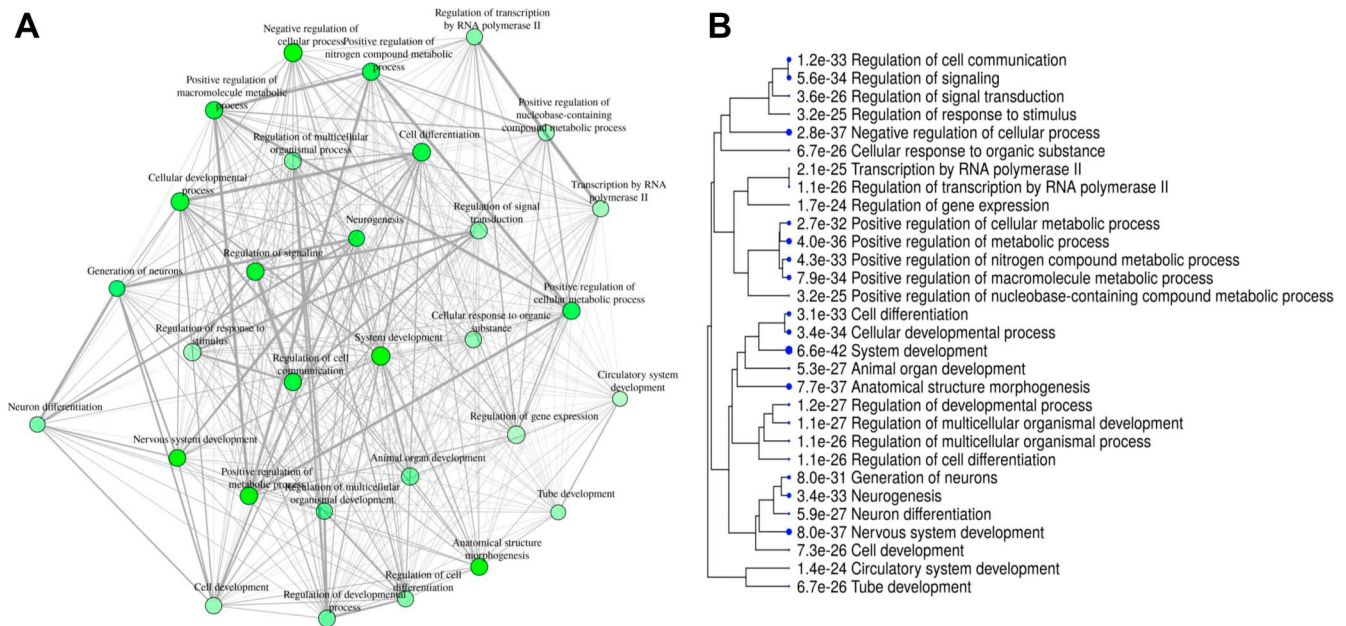 A
Negative regulation of
cellular process
Positive regulation of
nitrogen compound metabolic
process
Regulation of transcription
by RNA polymerase II
Positive regulation of
macromolecule metabolic
process
Positive regulation of
nucleobase-containing
compound metabolic process
Regulation of multicellular
organismal process
Cell differentiation
Cellular developmental
process
Transcription by RNA
polymerase II
Neurogenesis
Regulation of signal
transduction
Regulation of signaling
Generation of neurons
Positive regulation of
cellular metabolic process
Regulation of response to
stimulus
System development
Cellular response to organic
substance
Regulation of cell
communication
Circulatory system
development
Neuron differentiation
Regulation of gene expression
Nervous system development
Animal organ development
Positive regulation of
metabolic process
Regulation of multicellular
organismal development
Tube development
Anatomical structure
morphogenesis
Cell development
Regulation of developmental
process
Regulation of cell
differentiation
B
1.2e-33 Regulation of cell communication
5.6e-34 Regulation of signaling
3.6e-26 Regulation of signal transduction
3.2e-25 Regulation of response to stimulus
2.8e-37 Negative regulation of cellular process
6.7e-26 Cellular response to organic substance
2.1e-25 Transcription by RNA polymerase II
1.1e-26 Regulation of transcription by RNA polymerase II
1.7e-24 Regulation of gene expression
2.7e-32 Positive regulation of cellular metabolic process
4.0e-36 Positive regulation of metabolic process
4.3e-33 Positive regulation of nitrogen compound metabolic process
7.9e-34 Positive regulation of macromolecule metabolic process
3.2e-25 Positive regulation of nucleobase-containing compound metabolic process
3.1e-33 Cell differentiation
3.4e-34 Cellular developmental process
6.6e-42 System development
5.3e-27 Animal organ development
7.7e-37 Anatomical structure morphogenesis
1.2e-27 Regulation of developmental process
1.1e-27 Regulation of multicellular organismal development
1.1e-26 Regulation of multicellular organismal process
1.1e-26 Regulation of cell differentiation
8.0e-31 Generation of neurons
3.4e-33 Neurogenesis
5.9e-27 Neuron differentiation
8.0e-37 Nervous system development
7.3e-26 Cell development
1.4e-24 Circulatory system development
6.7e-26 Tube development